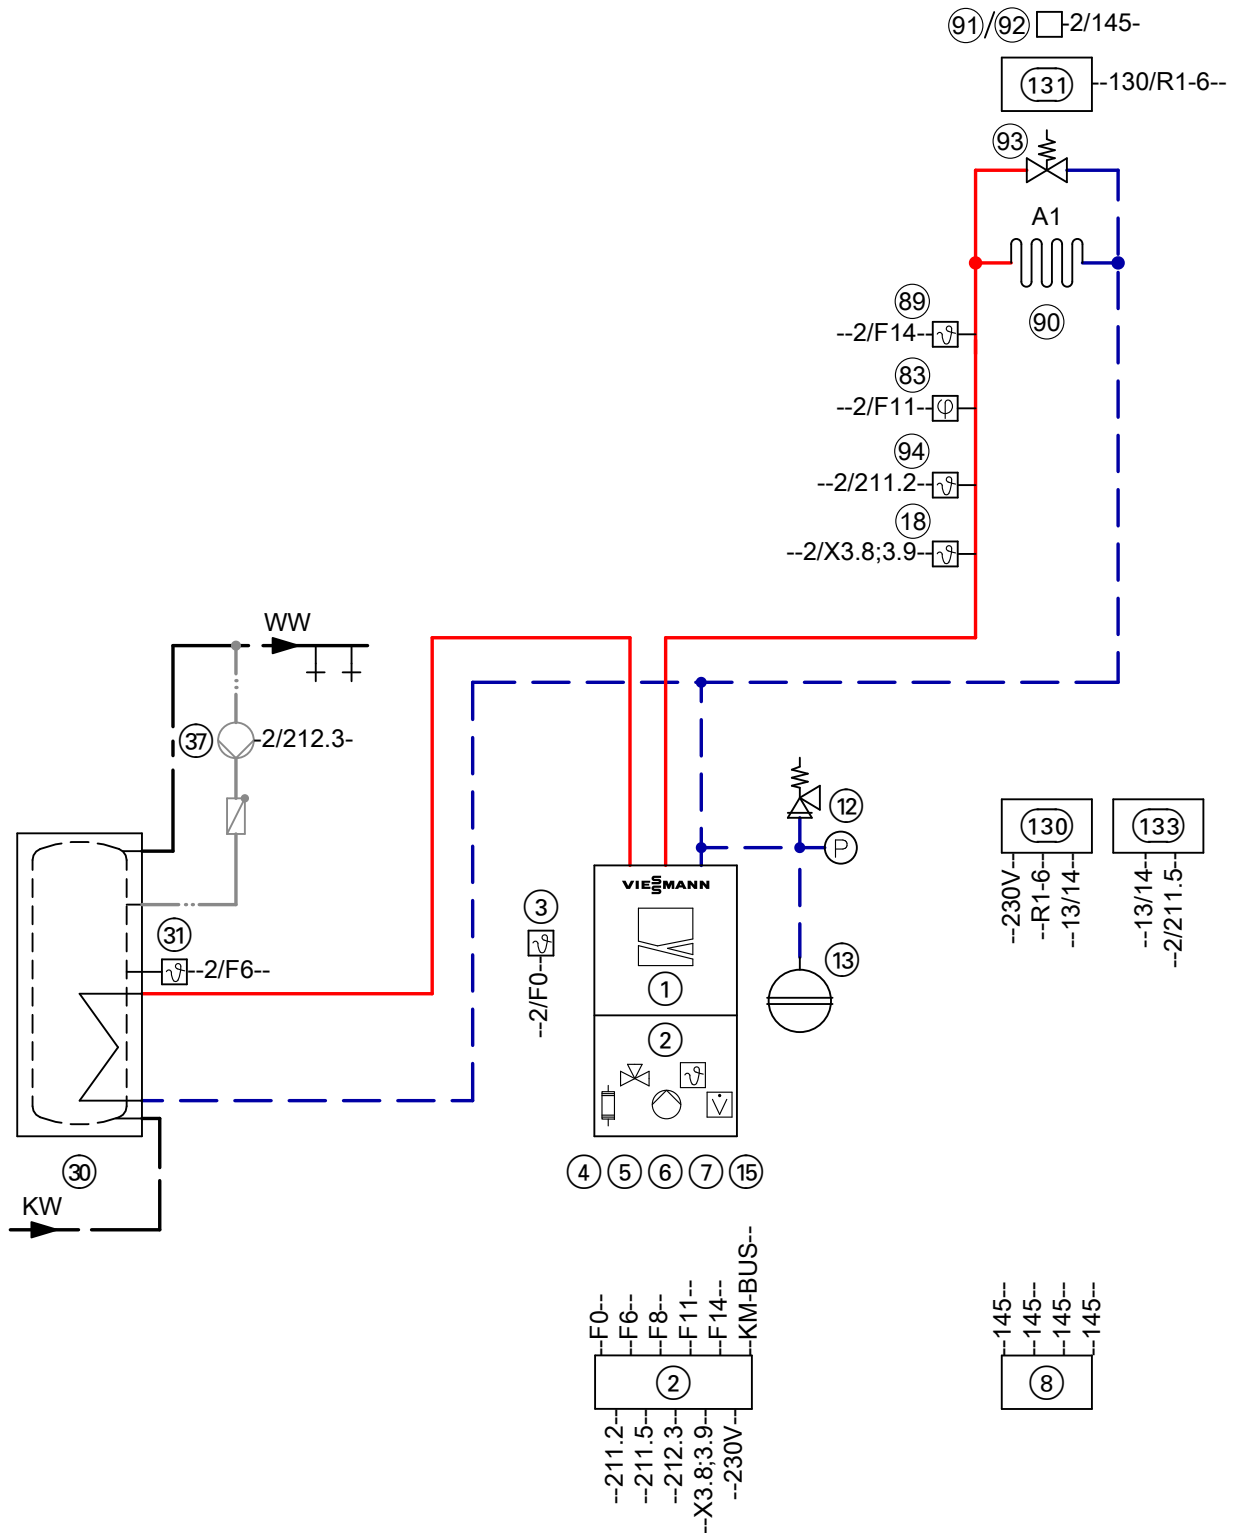 91/92 -2/145-
131 --130/R1-6--
93
A1
89
--2/F14--
90
83
--2/F11--
94
--2/211.2--
18
--2/X3.8;3.9--
WW
37 -2/212.3-
12
P
130 133
--230V--
--R1-6--
--13/14--
--13/14--
--2/211.5--
VIESSMANN
3
--2/F0--
31
--2/F6--
13
1
2
30
4 5 6 7 15
KW
--F0--
--F6--
--F8--
--F11--
--F14--
--KM-BUS--
2
--211.2--
--211.5--
--212.3--
--X3.8;3.9--
--230V--
--145--
--145--
--145--
--145--
8